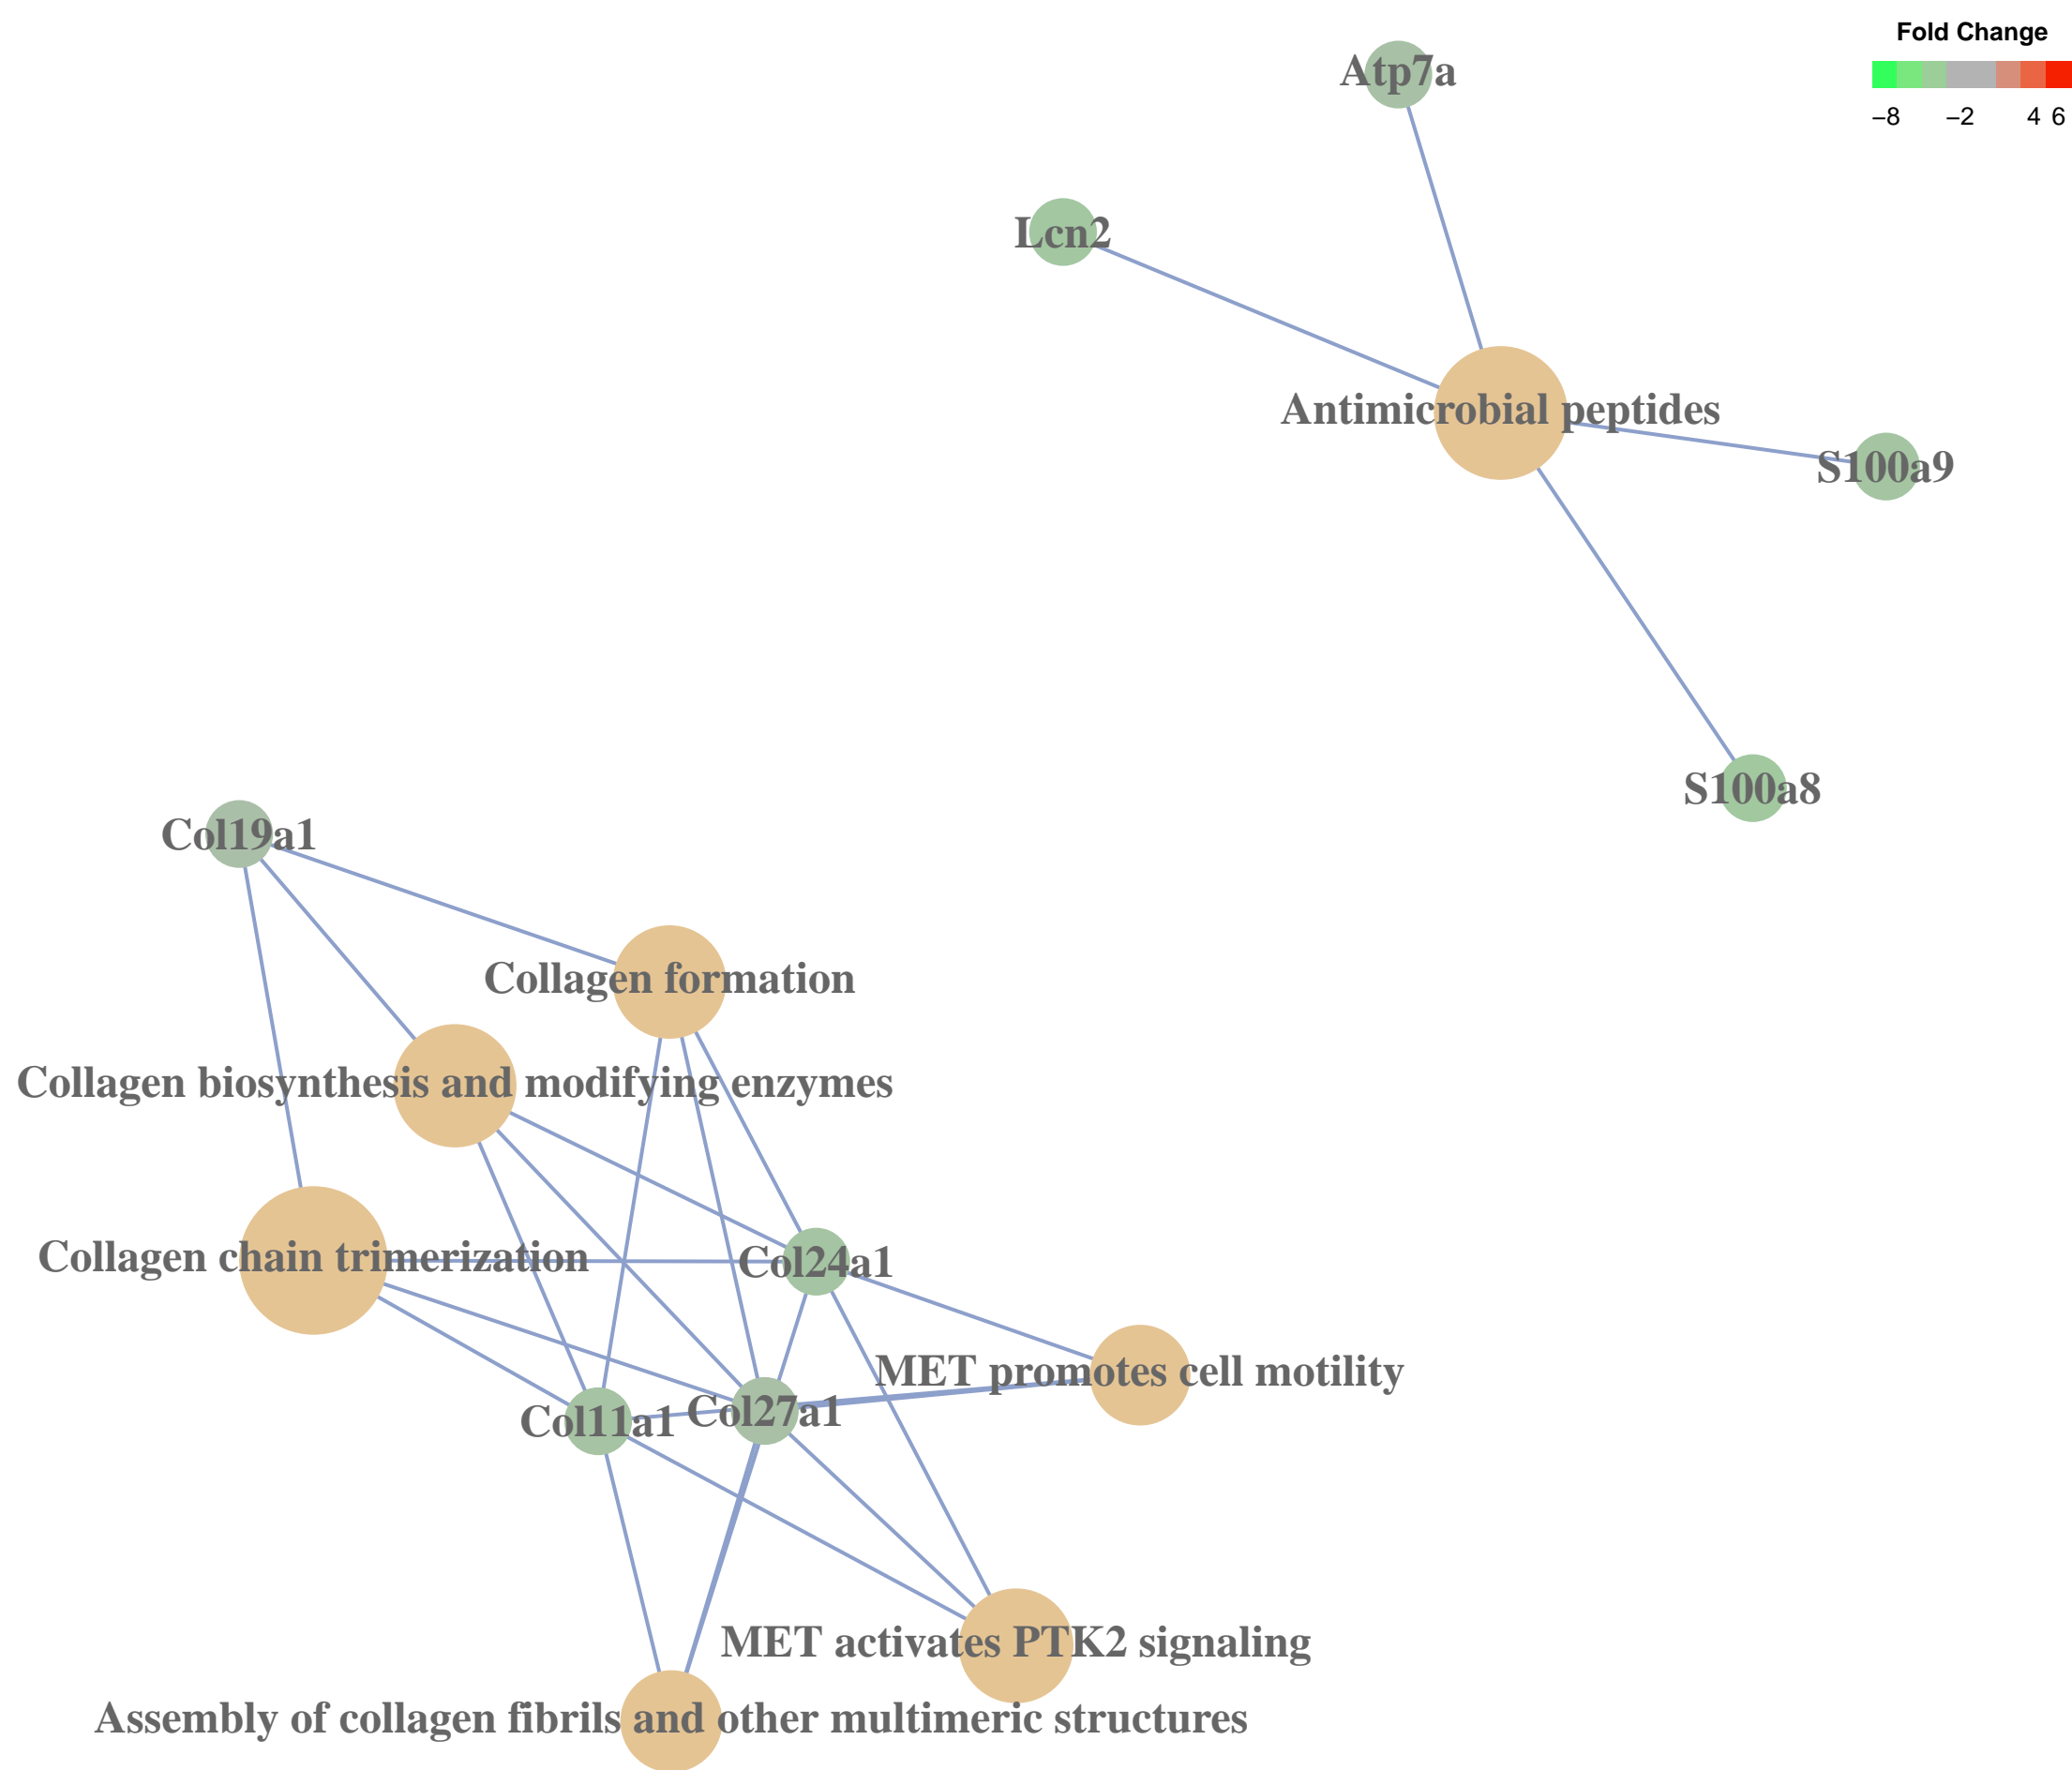 Fold Change
−8 −2 4 6
Atp7a
Lcn2
Antimicrobial peptides
S100a9
S100a8
Col19a1
Collagen formation
Collagen biosynthesis and modifying enzymes
Collagen chain trimerization
Col24a1
MET promotes cell motility
Col27a1
Col11a1
MET activates PTK2 signaling
Assembly of collagen fibrils and other multimeric structures